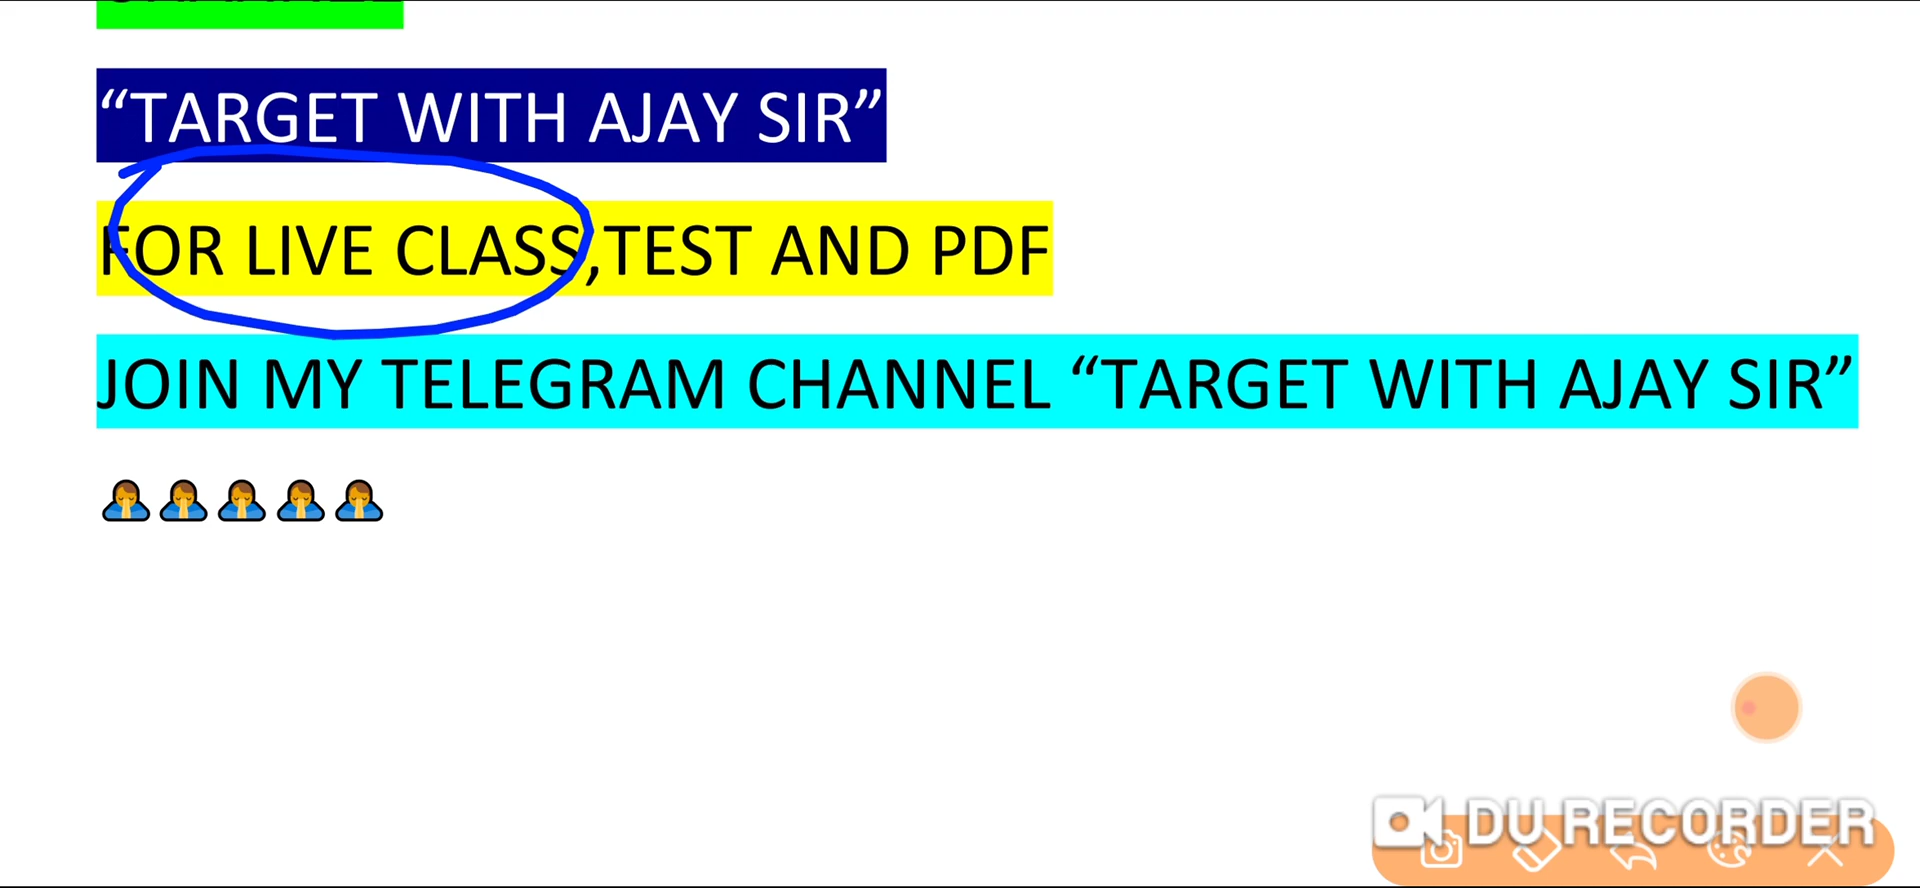 “TARGET WITH AJAY SIR”
FOR LIVE CLASS,TEST AND PDF
JOIN MY TELEGRAM CHANNEL “TARGET WITH AJAY SIR”
DU RECORDER